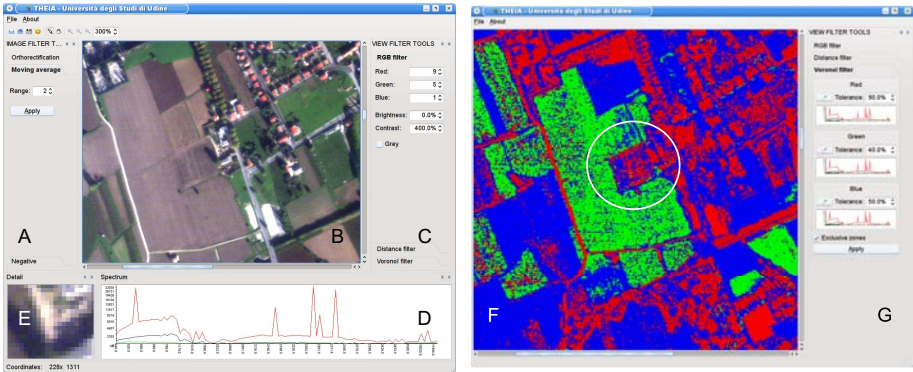 THEIA - Università degli Studi di Udine
File About
300%
IMAGE FILTER T...
Orthorectification
Moving average
Range: 2
Apply
A
Negative
B
VIEW FILTER TOOLS
RGB filter
Red: 9
Green: 5
Blue: 1
Brightness: 0.0%
Contrast: 400.0%
Grey
C
Distance filter
Voronoi filter
Detail
E
Spectrum
D
Coordinates: 228x 1311
THEIA - Università degli Studi di Udine
File About
F
VIEW FILTER TOOLS
RGB filter
Distance filter
Voronoi filter
Red
Tolerance: 90.0%
Green
Tolerance: 40.0%
Blue
Tolerance: 50.0%
Exclusive zones
Apply
G